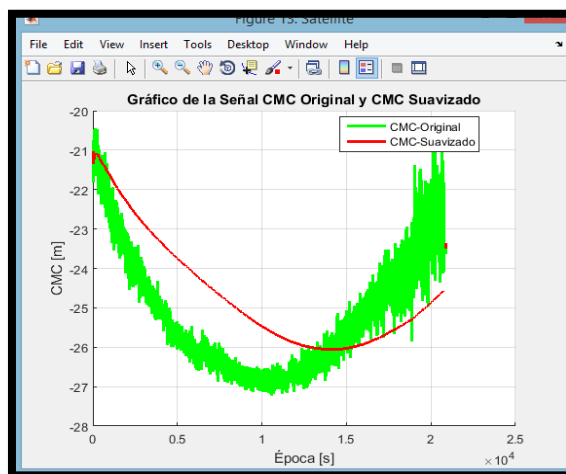 Figure 13: Satellite
File Edit View Insert Tools Desktop Window Help
Gráfico de la Señal CMC Original y CMC Suavizado
CMC-Original
CMC-Suavizado
CMC [m]
-20
-21
-22
-23
-24
-25
-26
-27
-28
0 0.5 1 1.5 2 2.5
Época [s]
× 10⁴